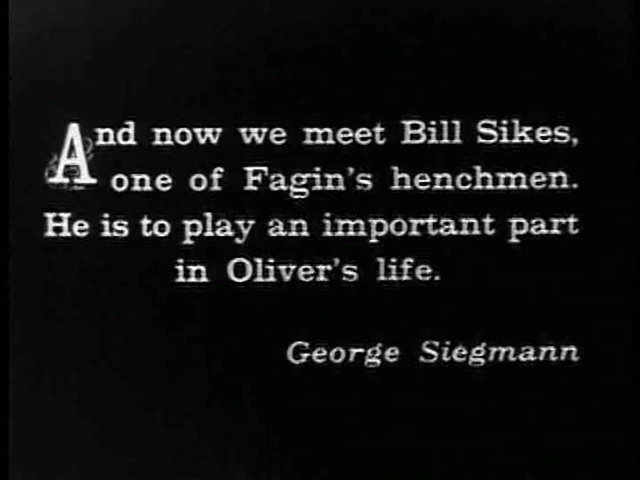 And now we meet Bill Sikes,
one of Fagin's henchmen.
He is to play an important part
in Oliver's life.
George Siegmann